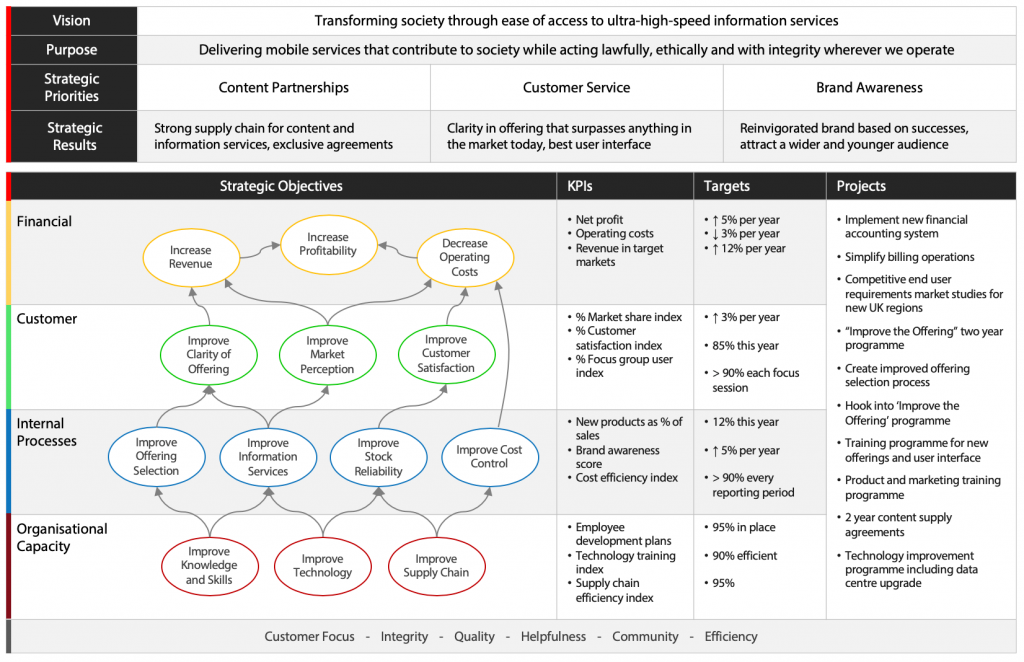 Vision
Transforming society through ease of access to ultra-high-speed information services
Purpose
Delivering mobile services that contribute to society while acting lawfully, ethically and with integrity wherever we operate
Strategic
Priorities
Content Partnerships
Customer Service
Brand Awareness
Strategic
Results
Strong supply chain for content and
information services, exclusive agreements
Clarity in offering that surpasses anything in
the market today, best user interface
Reinvigorated brand based on successes,
attract a wider and younger audience
Strategic Objectives
KPIs
Targets
Projects
Financial
Increase
Revenue
Increase
Profitability
Decrease
Operating
Costs
• Net profit
• Operating costs
• Revenue in target
markets
• ↑ 5% per year
• ↓ 3% per year
• ↑ 12% per year
Customer
Improve
Clarity of
Offering
Improve
Market
Perception
Improve
Customer
Satisfaction
• % Market share index
• % Customer
satisfaction index
• % Focus group user
index
• ↑ 3% per year
• 85% this year
• > 90% each focus
session
Internal
Processes
Improve
Offering
Selection
Improve
Information
Services
Improve
Stock
Reliability
Improve Cost
Control
• New products as % of
sales
• Brand awareness
score
• Cost efficiency index
• 12% this year
• ↑ 5% per year
• > 90% every
reporting period
Organisational
Capacity
Improve
Knowledge
and Skills
Improve
Technology
Improve
Supply Chain
• Employee
development plans
• Technology training
index
• Supply chain
efficiency index
• 95% in place
• 90% efficient
• 95%
• Implement new financial
accounting system
• Simplify billing operations
• Competitive end user
requirements market studies for
new UK regions
• “Improve the Offering” two year
programme
• Create improved offering
selection process
• Hook into ‘Improve the
Offering’ programme
• Training programme for new
offerings and user interface
• Product and marketing training
programme
• 2 year content supply
agreements
• Technology improvement
programme including data
centre upgrade
Customer Focus - Integrity - Quality - Helpfulness - Community - Efficiency